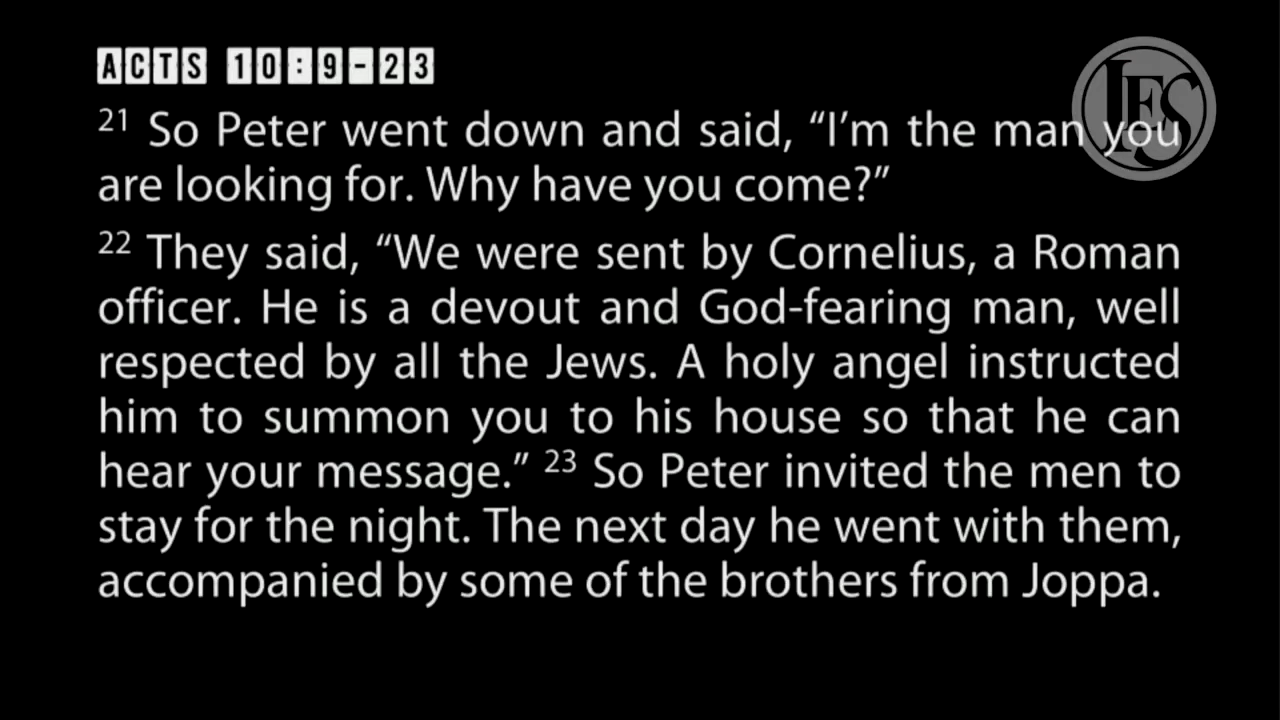 ACTS 10:9-23
21 So Peter went down and said, “I’m the man you
are looking for. Why have you come?”
22 They said, “We were sent by Cornelius, a Roman
officer. He is a devout and God-fearing man, well
respected by all the Jews. A holy angel instructed
him to summon you to his house so that he can
hear your message.” 23 So Peter invited the men to
stay for the night. The next day he went with them,
accompanied by some of the brothers from Joppa.
IFS